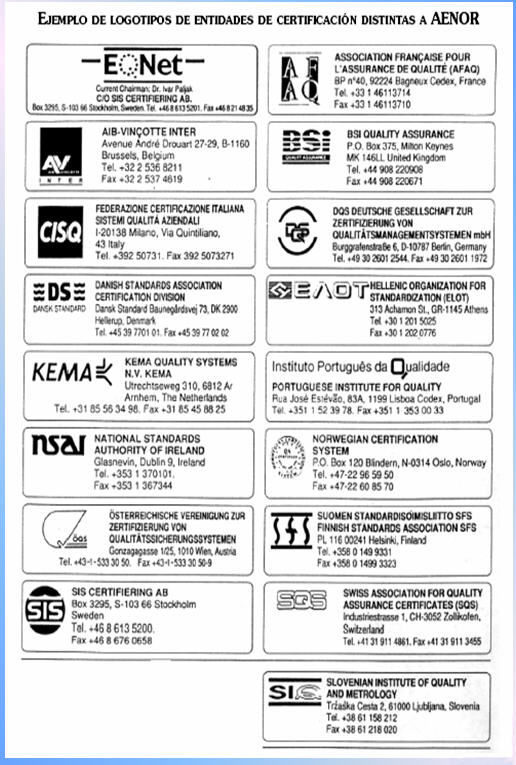 EJEMPLO DE LOGOTIPOS DE ENTIDADES DE CERTIFICACIÓN DISTINTAS A AENOR
EQNet
Current Chairman: Dr. Ivar Paljak
C/O SIS CERTIFIERING AB.
Box 3295, S-103 66 Stockholm, Sweden. Tel. +46 8 613 5201. Fax +46 8 21 48 35
AFAQ
ASSOCIATION FRANÇAISE POUR
L'ASSURANCE DE QUALITÉ (AFAQ)
BP nº40, 92224 Bagneux Cedex, France
Tel. +33 1 46113714
Fax +33 1 46113710
AV
INTER
AIB-VINÇOTTE INTER
Avenue André Drouart 27-29, B-1160
Brussels, Belgium
Tel. +32 2 536 8211
Fax +32 2 537 4619
BSi
QUALITY ASSURANCE
BSI QUALITY ASSURANCE
P.O. Box 375, Milton Keynes
MK 146LL United Kingdom
Tel. +44 908 220908
Fax +44 908 220671
CISQ
FEDERAZIONE CERTIFICAZIONE ITALIANA
SISTEMI QUALITÀ AZIENDALI
I-20138 Milano, Via Quintiliano,
43 Italy
Tel. +392 50731. Fax 392 5073271
DQS
DQS DEUTSCHE GESELLSCHAFT ZUR
ZERTIFIZIERUNG VON
QUALITÄTSMANAGEMENTSYSTEMEN mbH
Burggrafenstraße 6, D-10787 Berlin, Germany
Tel. +49 30 2601 2544. Fax +49 30 2601 1972
DS
DANSK STANDARD
DANISH STANDARDS ASSOCIATION
CERTIFICATION DIVISION
Dansk Standard Baunegårdsvej 73, DK 2900
Hellerup, Denmark
Tel. +45 39 7701 01. Fax +45 39 77 02 02
ΕΛΟΤ
HELLENIC ORGANIZATION FOR
STANDARDIZATION (ELOT)
313 Achamon St., GR-1145 Athens
Tel +30 1 201 5025
Fax +30 1 202 0776
KEMA
KEMA QUALITY SYSTEMS
N.V. KEMA
Utrechtseweg 310, 6812 Ar
Arnhem, The Netherlands
Tel. +31 85 56 34 98. Fax +31 85 45 88 25
Instituto Português da Qualidade
PORTUGUESE INSTITUTE FOR QUALITY
Rua José Estévão, 83A, 1199 Lisboa Codex, Portugal
Tel. +351 1 52 39 78. Fax +351 1 353 00 33
nsai
NATIONAL STANDARDS
AUTHORITY OF IRELAND
Glasnevin, Dublin 9, Ireland
Tel. +353 1 370101.
Fax +353 1 367344
NORWEGIAN CERTIFICATION
SYSTEM
P.O. Box 120 Blindern, N-0314 Oslo, Norway
Tel. +47-22 96 59 50
Fax +47-22 60 85 70
ÖQS
ÖSTERREICHISCHE VEREINIGUNG ZUR
ZERTIFIZIERUNG VON
QUALITÄTSSICHERUNGSSYSTEMEN
Gonzagagasse 1/25, 1010 Wien, Austria
Tel. +43-1-533 30 50. Fax +43-1-533 30 50-9
SFS
SUOMEN STANDARDISOIMISLIITTO SFS
FINNISH STANDARDS ASSOCIATION SFS
PL 116 00241 Helsinki, Finland
Tel. +358 0 149 9331
Fax +358 0 1499 3323
SIS
SIS CERTIFIERING AB
Box 3295, S-103 66 Stockholm
Sweden
Tel. +46 8 613 5200.
Fax +46 8 676 0658
SQS
SWISS ASSOCIATION FOR QUALITY
ASSURANCE CERTIFICATES (SQS)
Industriestrasse 1, CH-3052 Zollikofen,
Switzerland
Tel. +41 31 911 4861. Fax +41 31 911 3455
SIQ
SLOVENIAN INSTITUTE OF QUALITY
AND METROLOGY
Tržaška Cesta 2, 61000 Ljubljana, Slovenia
Tel. +38 61 158 212
Fax +38 61 218 020